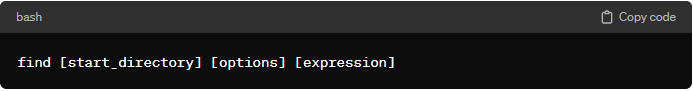 bash
Copy code
find [start_directory] [options] [expression]